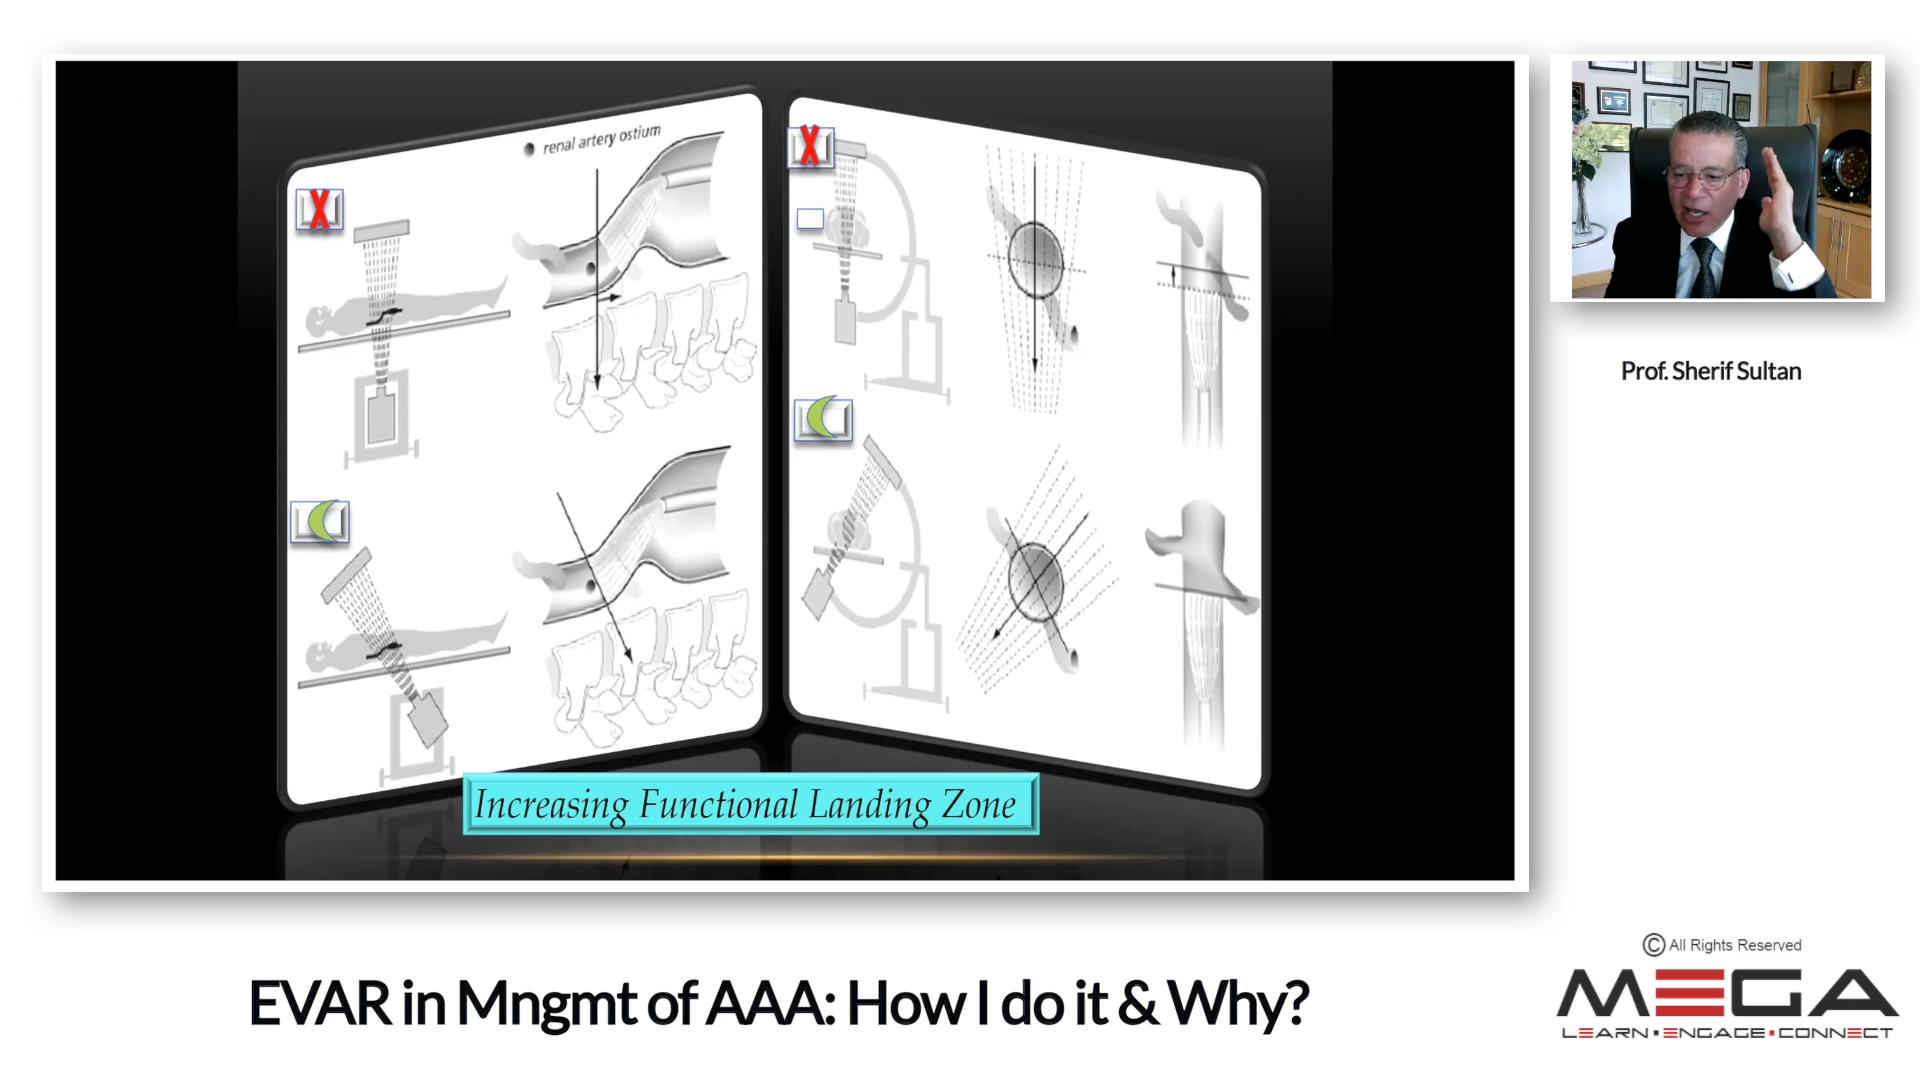 renal artery ostium
X
X
Increasing Functional Landing Zone
Prof. Sherif Sultan
© All Rights Reserved
MEGA
LEARN • ENGAGE • CONNECT
EVAR in Mngmt of AAA: How I do it & Why?